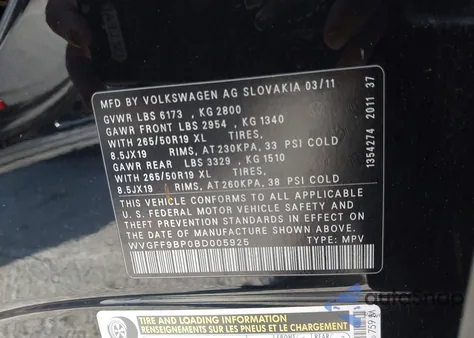 MFD BY VOLKSWAGEN AG SLOVAKIA 03/11
GVWR LBS 6173 , KG 2800
GAWR FRONT LBS 2954 , KG 1340
WITH 265/50R19 XL TIRES,
8.5JX19 RIMS, AT 230KPA, 33 PSI COLD
GAWR REAR LBS 3329 , KG 1510
WITH 265/50R19 XL TIRES,
8.5JX19 RIMS, AT 260KPA, 38 PSI COLD
THIS VEHICLE CONFORMS TO ALL APPLICABLE
U.S. FEDERAL MOTOR VEHICLE SAFETY AND
THEFT PREVENTION STANDARDS IN EFFECT ON
THE DATE OF MANUFACTURE SHOWN ABOVE.
WVGFF9BP0BD005925 TYPE: MPV
1354274 2011 37
TIRE AND LOADING INFORMATION
RENSEIGNEMENTS SUR LES PNEUS ET LE CHARGEMENT
FRONT
REAR
AutoSnap